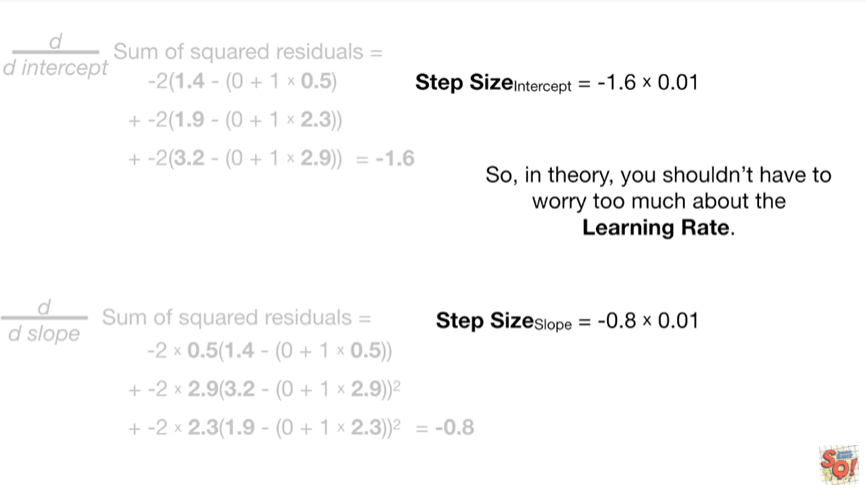 d
d intercept
Sum of squared residuals =
-2(1.4 - (0 + 1 × 0.5)
+ -2(1.9 - (0 + 1 × 2.3))
+ -2(3.2 - (0 + 1 × 2.9)) = -1.6
Step SizeIntercept = -1.6 × 0.01
So, in theory, you shouldn’t have to
worry too much about the
Learning Rate.
d
d slope
Sum of squared residuals =
-2 × 0.5(1.4 - (0 + 1 × 0.5))
+ -2 × 2.9(3.2 - (0 + 1 × 2.9))²
+ -2 × 2.3(1.9 - (0 + 1 × 2.3))² = -0.8
Step SizeSlope = -0.8 × 0.01
SQ!